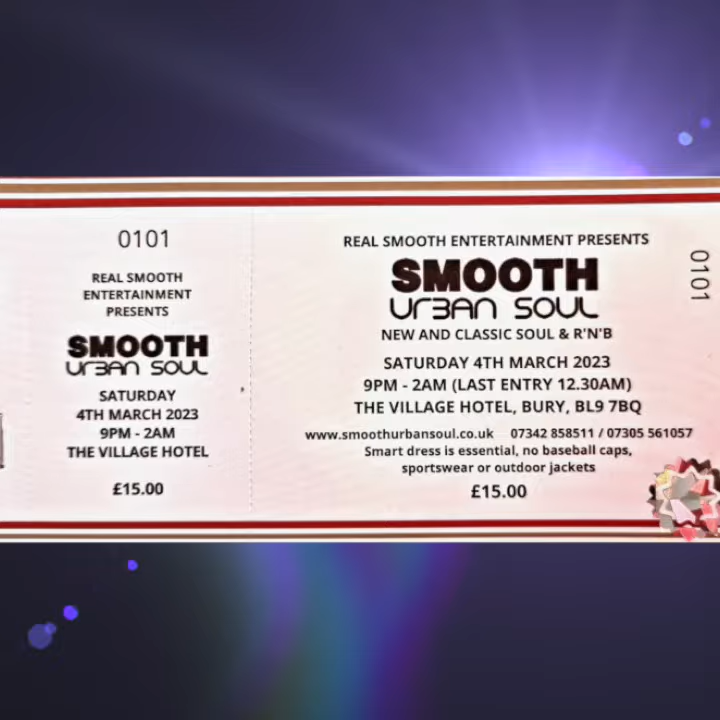 0101
REAL SMOOTH
ENTERTAINMENT
PRESENTS
SMOOTH
URBAN SOUL
SATURDAY
4TH MARCH 2023
9PM - 2AM
THE VILLAGE HOTEL
£15.00
REAL SMOOTH ENTERTAINMENT PRESENTS
SMOOTH
URBAN SOUL
NEW AND CLASSIC SOUL & R'N'B
SATURDAY 4TH MARCH 2023
9PM - 2AM (LAST ENTRY 12.30AM)
THE VILLAGE HOTEL, BURY, BL9 7BQ
www.smoothurbansoul.co.uk 07342 858511 / 07305 561057
Smart dress is essential, no baseball caps,
sportswear or outdoor jackets
£15.00
0101